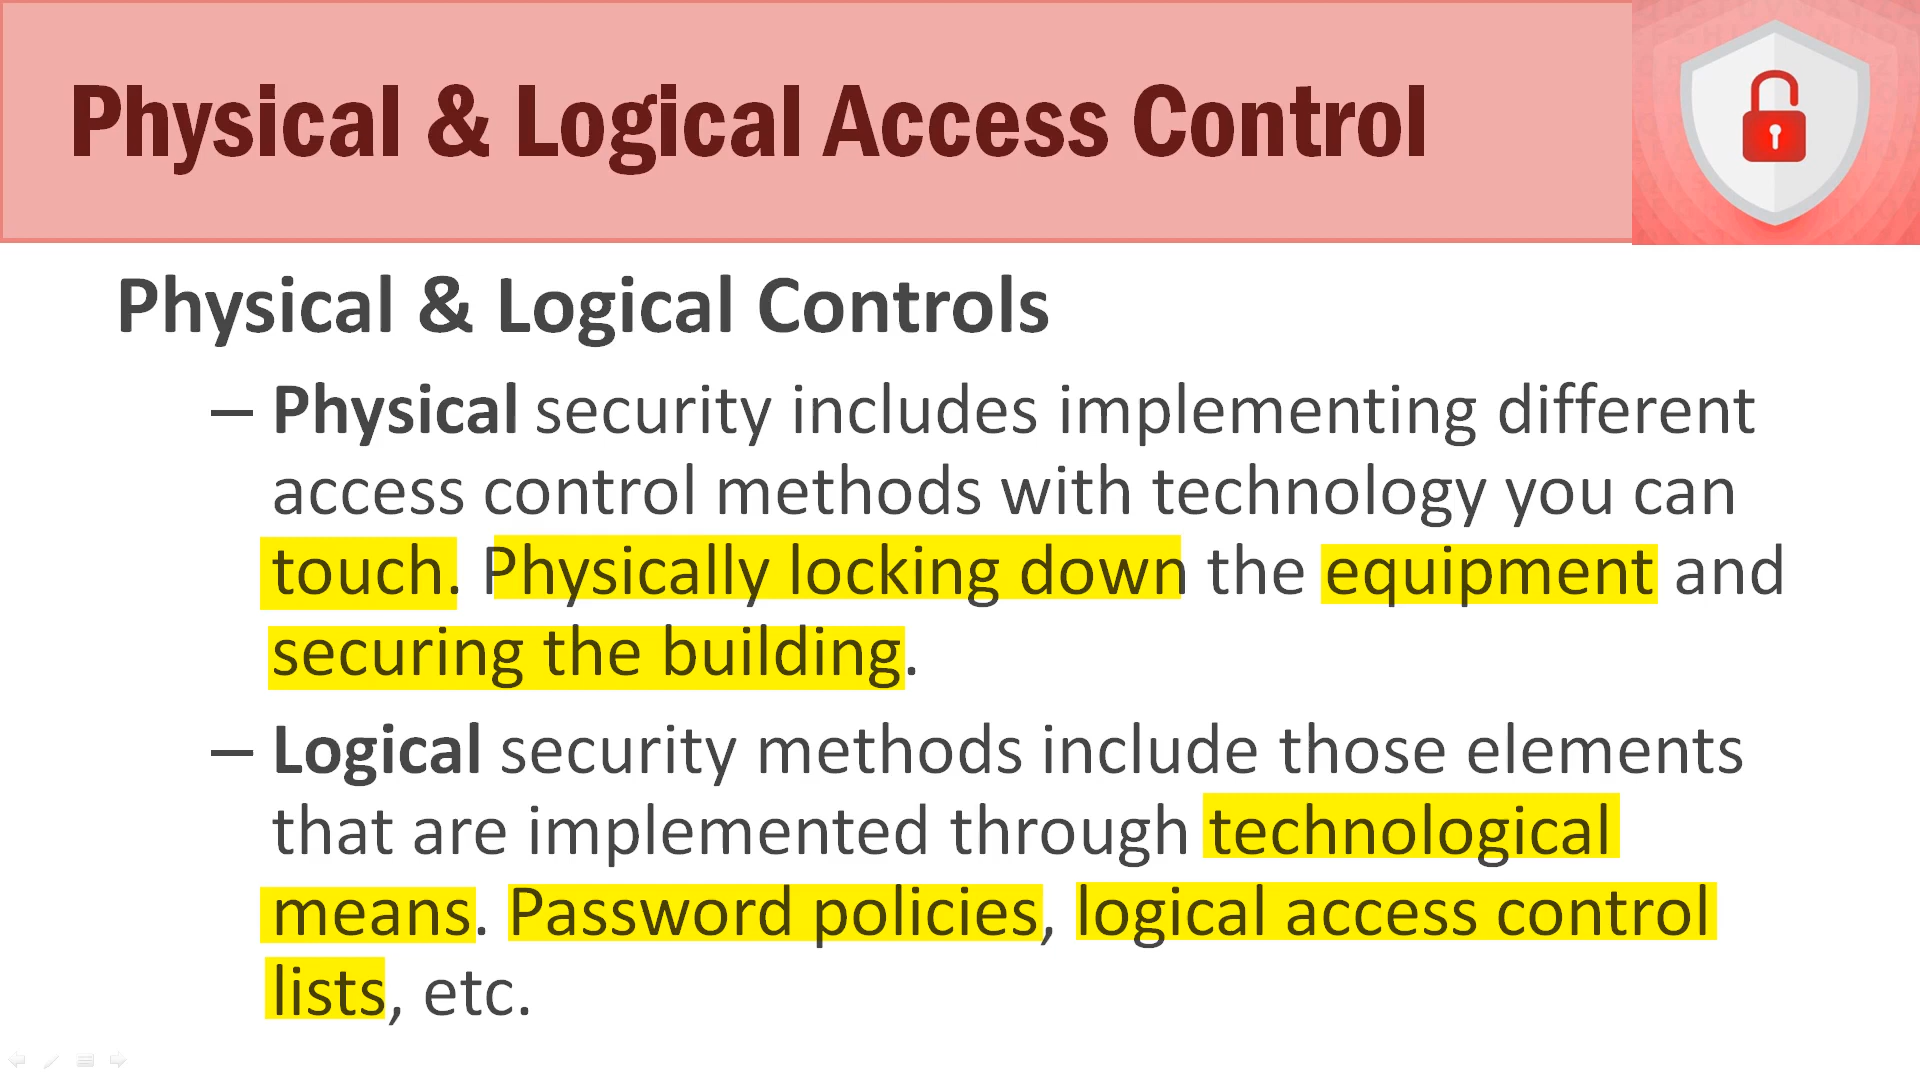 Physical & Logical Access Control
Physical & Logical Controls
– Physical security includes implementing different
access control methods with technology you can
touch. Physically locking down the equipment and
securing the building.
– Logical security methods include those elements
that are implemented through technological
means. Password policies, logical access control
lists, etc.